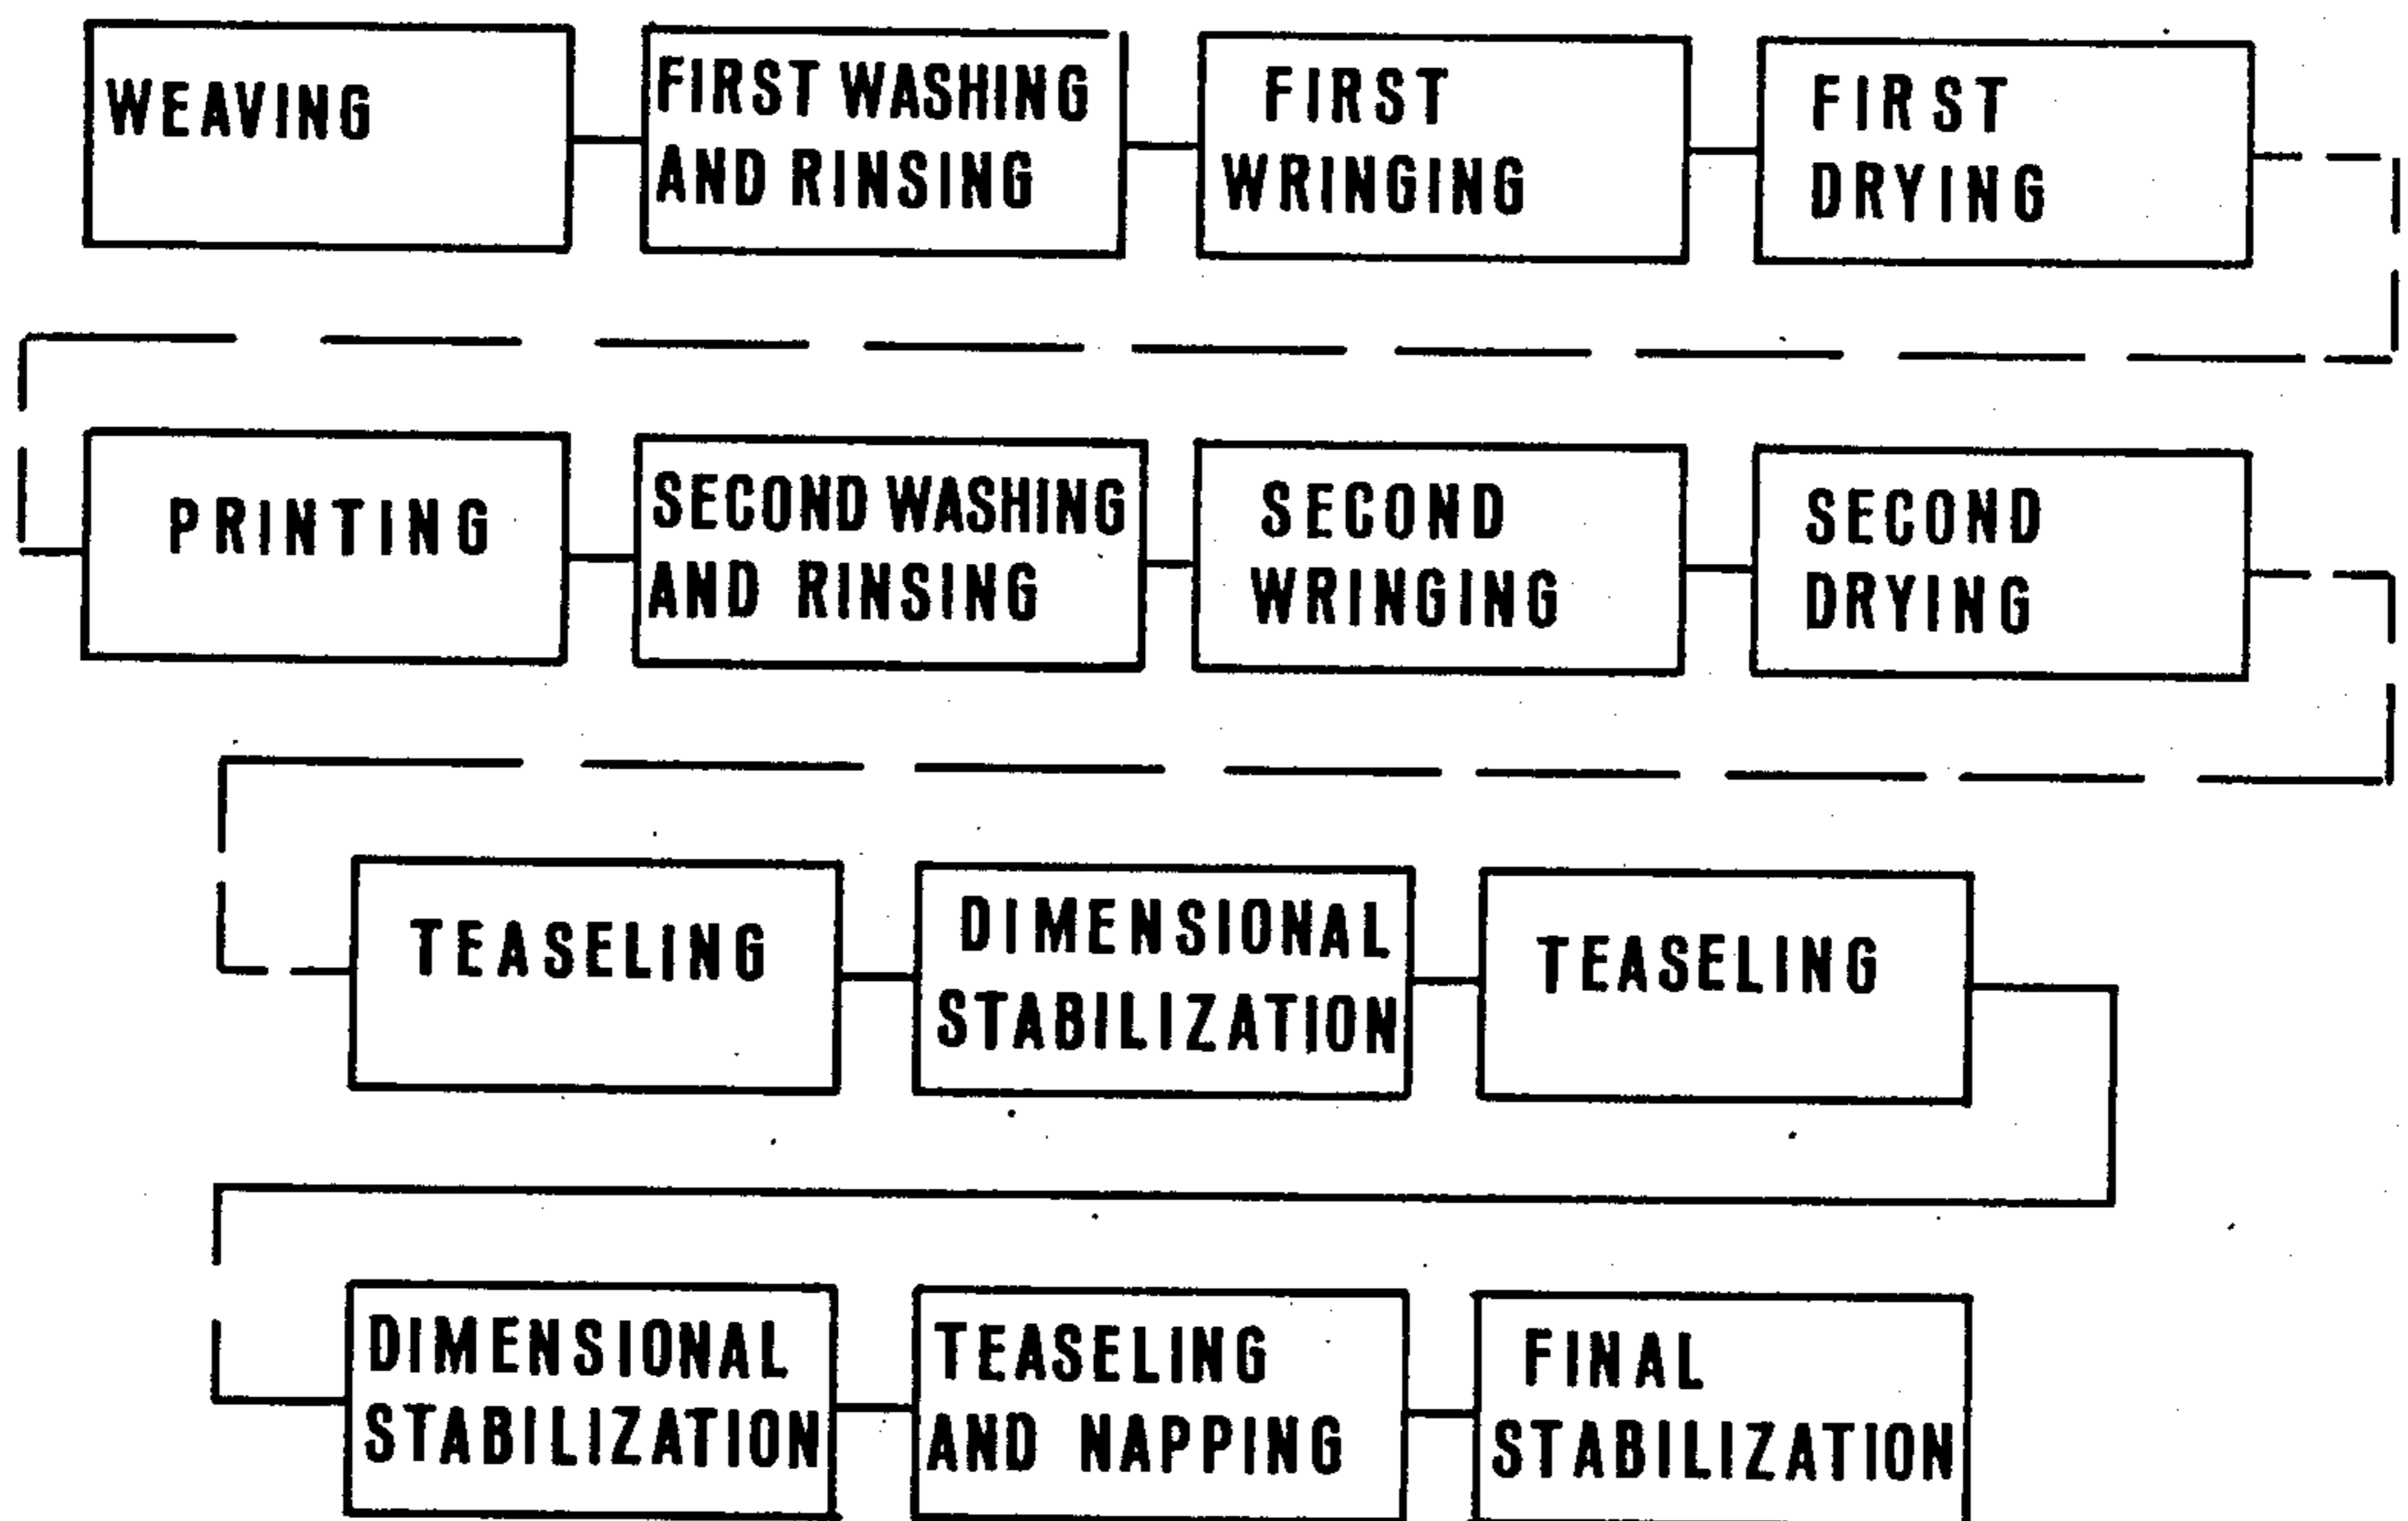 WEAVING
FIRST WASHING
AND RINSING
FIRST
WRINGING
FIRST
DRYING
PRINTING
SECOND WASHING
AND RINSING
SECOND
WRINGING
SECOND
DRYING
TEASELING
DIMENSIONAL
STABILIZATION
TEASELING
DIMENSIONAL
STABILIZATION
TEASELING
AND NAPPING
FINAL
STABILIZATION